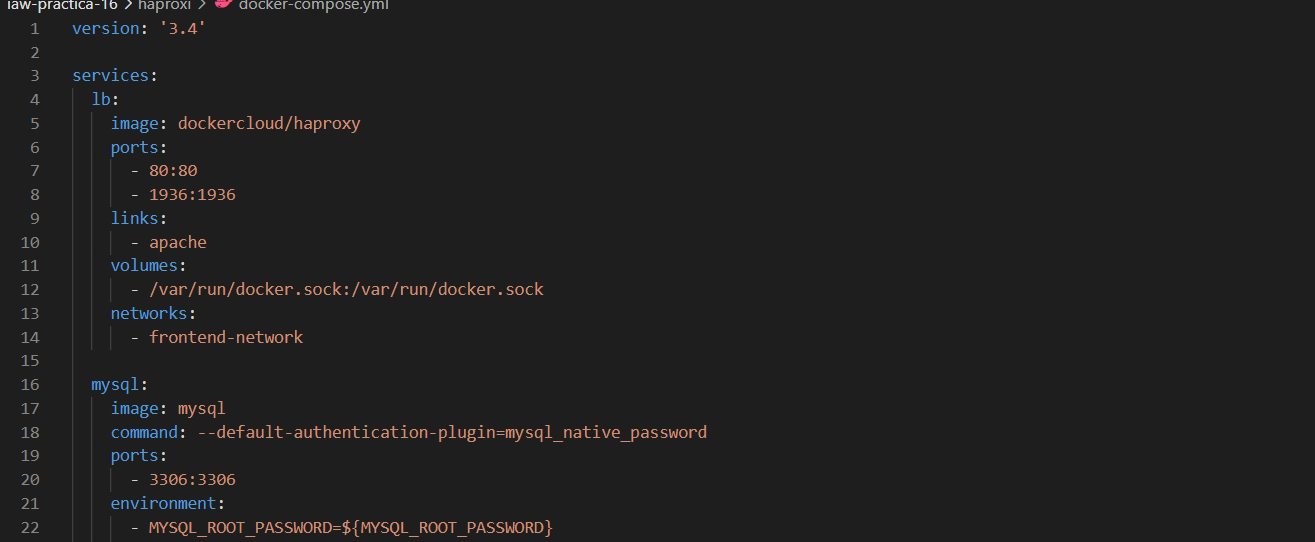 iaw-practica-16 > haproxi > docker-compose.yml
1 version: '3.4'
2
3 services:
4 lb:
5 image: dockercloud/haproxy
6 ports:
7 - 80:80
8 - 1936:1936
9 links:
10 - apache
11 volumes:
12 - /var/run/docker.sock:/var/run/docker.sock
13 networks:
14 - frontend-network
15
16 mysql:
17 image: mysql
18 command: --default-authentication-plugin=mysql_native_password
19 ports:
20 - 3306:3306
21 environment:
22 - MYSQL_ROOT_PASSWORD=${MYSQL_ROOT_PASSWORD}